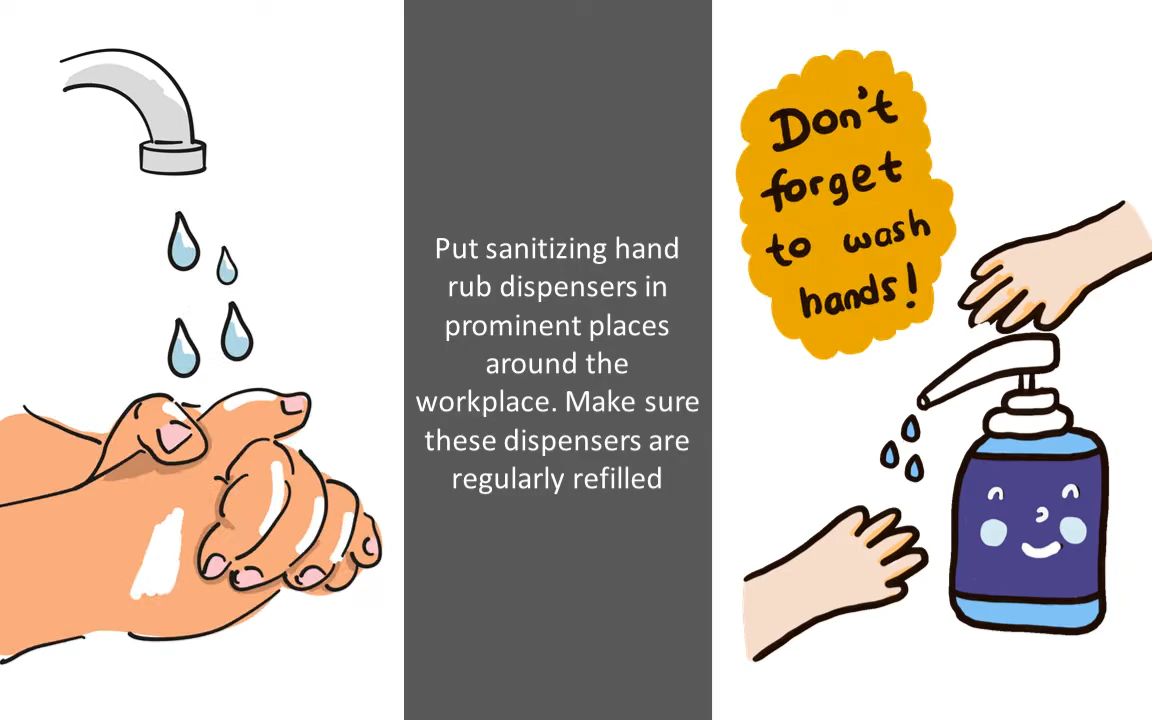 Put sanitizing hand
rub dispensers in
prominent places
around the
workplace. Make sure
these dispensers are
regularly refilled
Don't
forget
to wash
hands!